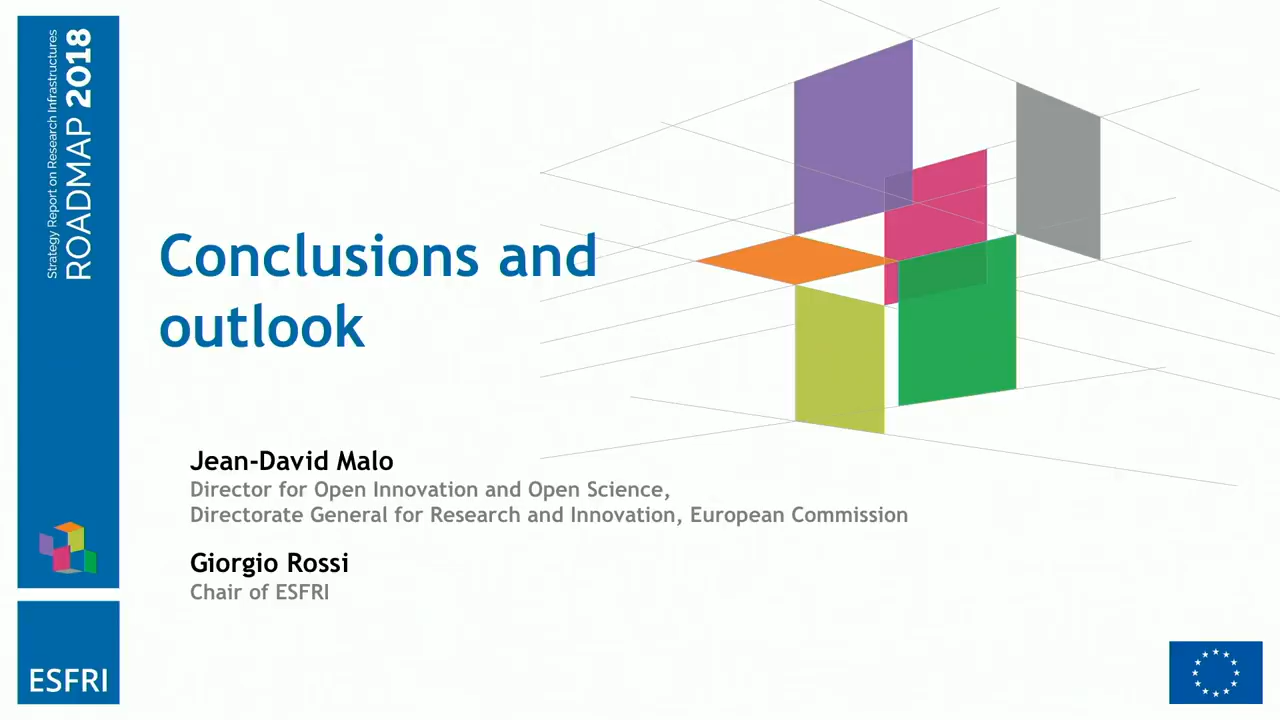 Strategy Report on Research Infrastructures
ROADMAP 2018
Conclusions and
outlook
Jean-David Malo
Director for Open Innovation and Open Science,
Directorate General for Research and Innovation, European Commission
Giorgio Rossi
Chair of ESFRI
ESFRI